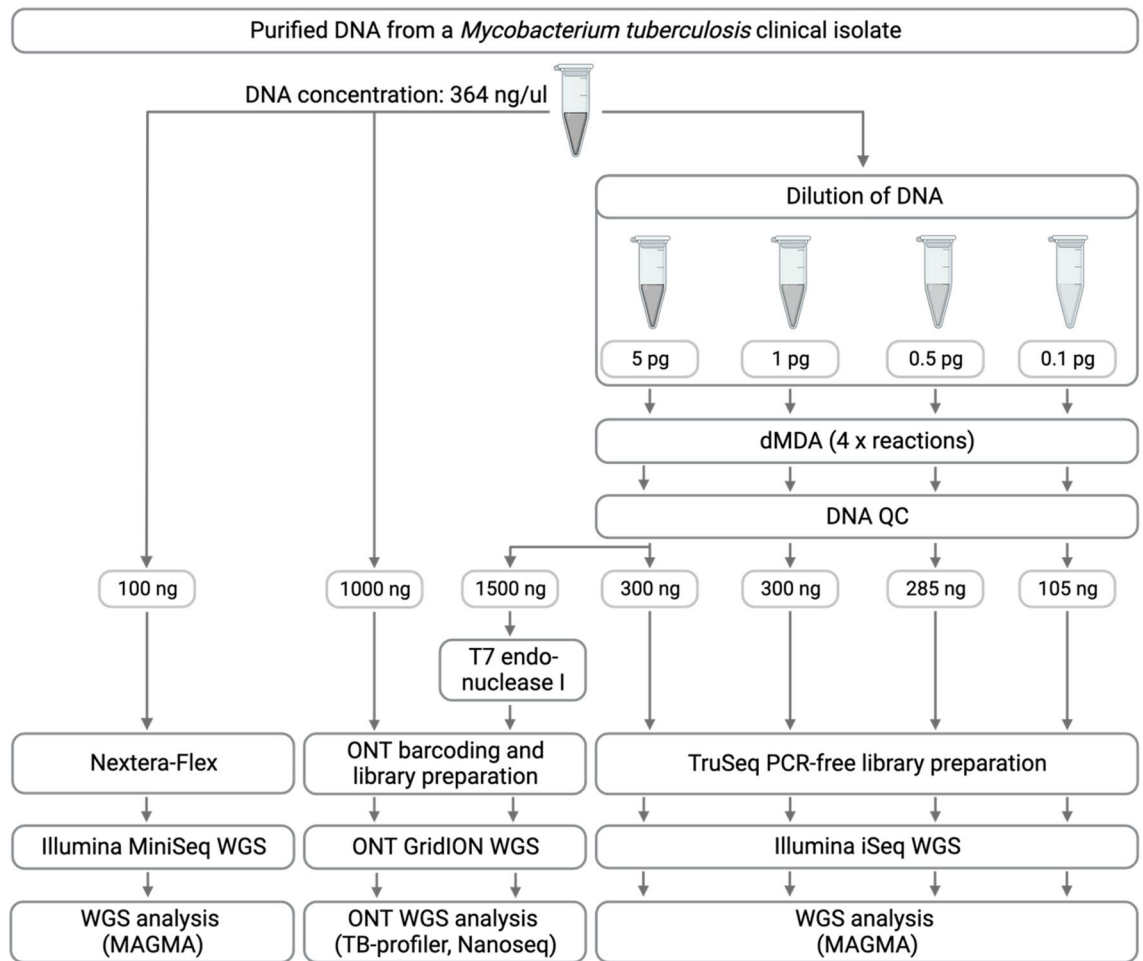 Purified DNA from a Mycobacterium tuberculosis clinical isolate
DNA concentration: 364 ng/ul
Dilution of DNA
5 pg
1 pg
0.5 pg
0.1 pg
dMDA (4 x reactions)
DNA QC
100 ng
1000 ng
1500 ng
300 ng
300 ng
285 ng
105 ng
T7 endo-
nuclease I
Nextera-Flex
ONT barcoding and
library preparation
TruSeq PCR-free library preparation
Illumina MiniSeq WGS
ONT GridION WGS
Illumina iSeq WGS
WGS analysis
(MAGMA)
ONT WGS analysis
(TB-profiler, Nanoseq)
WGS analysis
(MAGMA)